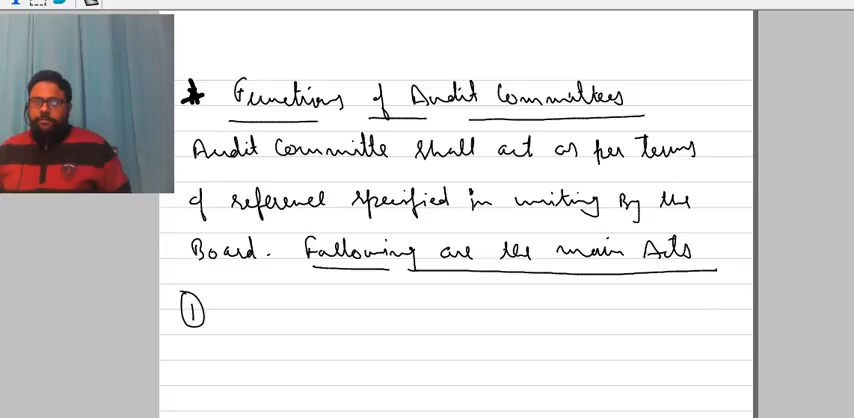 * Functions of Audit Committees
Audit Committe shall act as per terms
of reference specified in writing By the
Board. Following are the main Acts
①